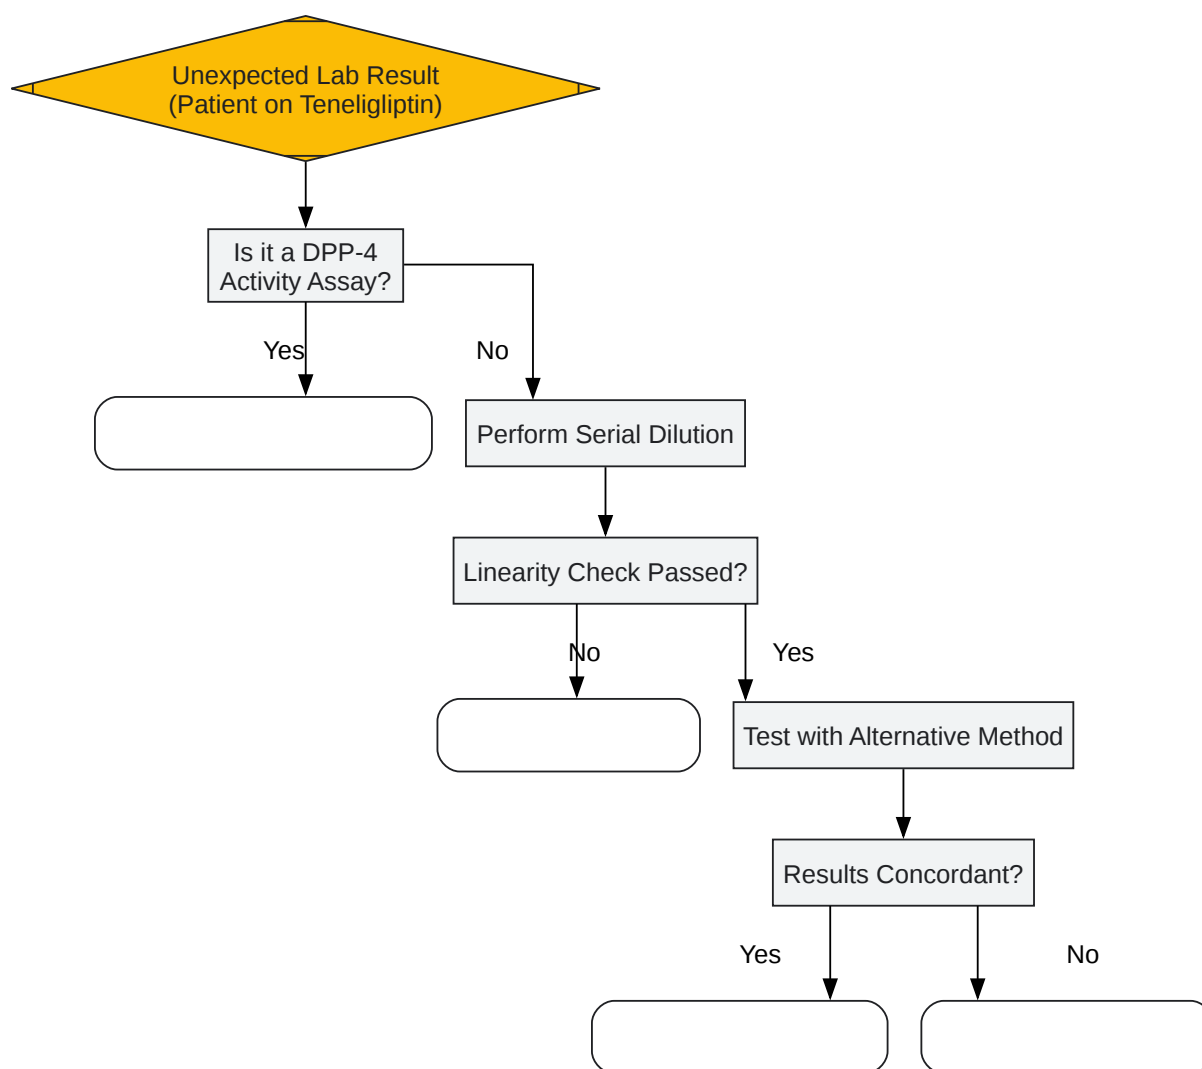 Unexpected Lab Result
(Patient on Teneligliptin)
Is it a DPP-4
Activity Assay?
Yes
No
Perform Serial Dilution
Linearity Check Passed?
No
Yes
Test with Alternative Method
Results Concordant?
Yes
No